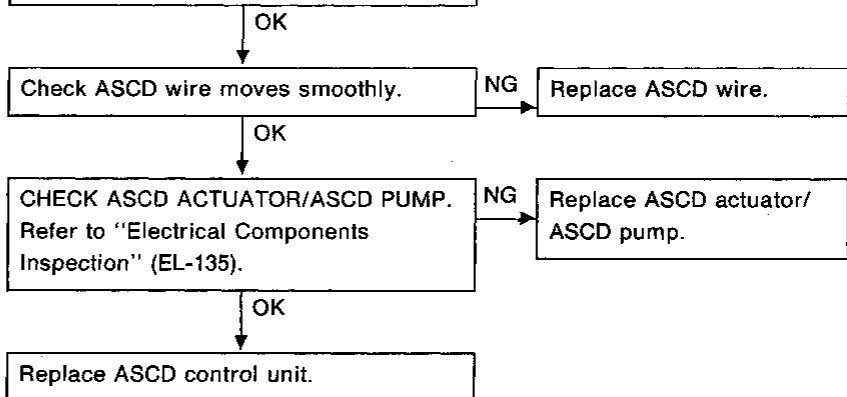 OK
Check ASCD wire moves smoothly.
NG
Replace ASCD wire.
OK
CHECK ASCD ACTUATOR/ASCD PUMP.
Refer to "Electrical Components
Inspection" (EL-135).
NG
Replace ASCD actuator/
ASCD pump.
OK
Replace ASCD control unit.